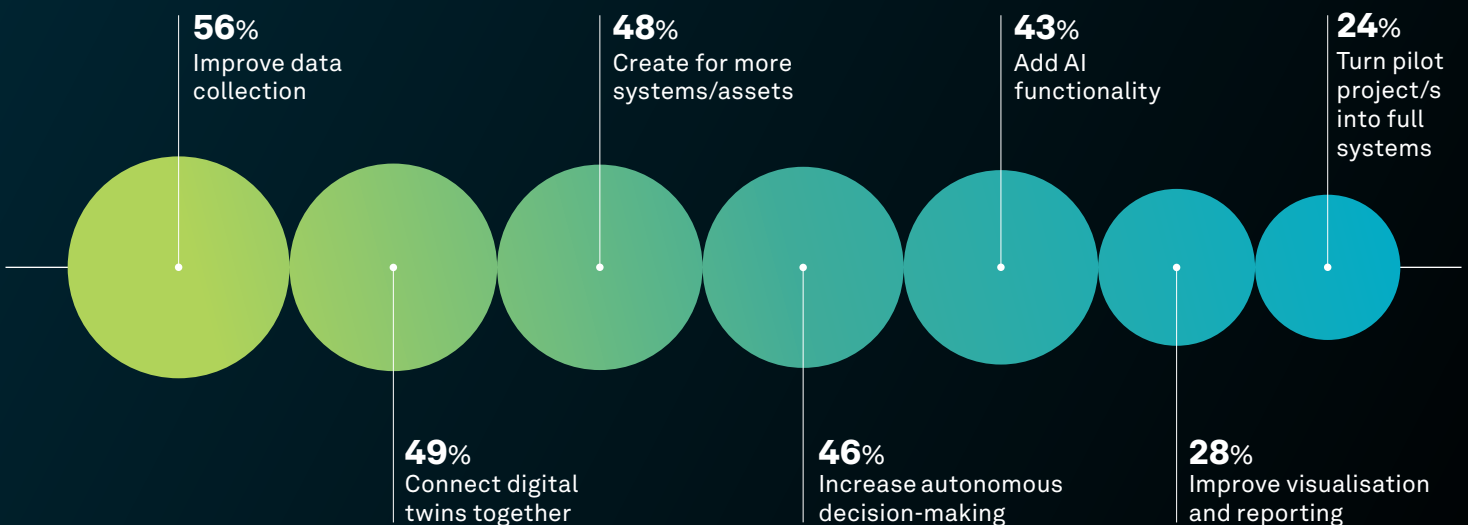 56%
Improve data
collection
49%
Connect digital
twins together
48%
Create for more
systems/assets
46%
Increase autonomous
decision-making
43%
Add AI
functionality
28%
Improve visualisation
and reporting
24%
Turn pilot
project/s
into full
systems